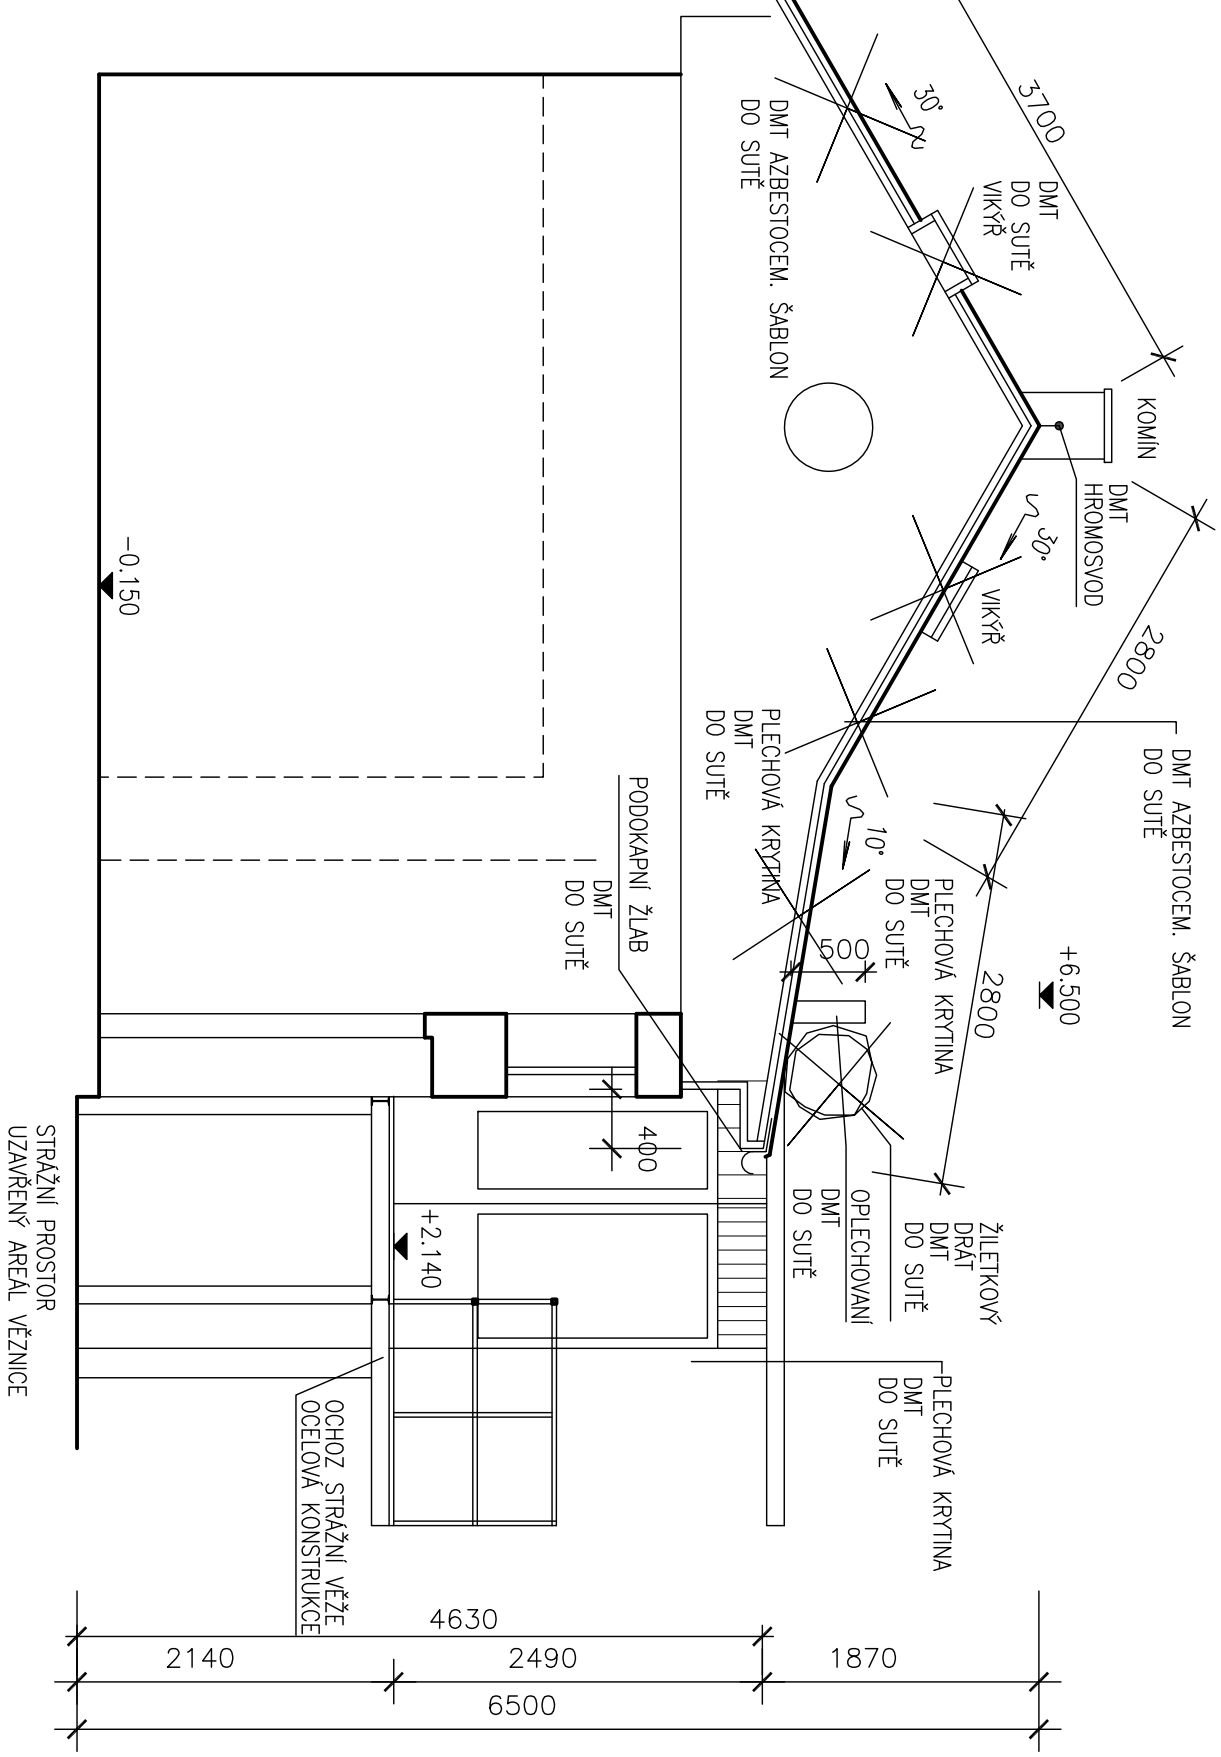 3700
30°
DMT AZBESTOCEM. ŠABLON
DO SUTĚ
DMT
DO SUTĚ
VIKÝŘ
KOMÍN
DMT
HROMOSVOD
30°
VIKÝŘ
2800
DMT AZBESTOCEM. ŠABLON
DO SUTĚ
PLECHOVÁ KRYTINA
DMT
DO SUTĚ
10°
PLECHOVÁ KRYTINA
DMT
DO SUTĚ
500
2800
+6.500
PODOKAPNÍ ŽLAB
DMT
DO SUTĚ
-0.150
400
+2.140
OPLECHOVANÍ
DMT
DO SUTĚ
ŽILETKOVÝ
DRÁT
DMT
DO SUTĚ
PLECHOVÁ KRYTINA
DMT
DO SUTĚ
STRÁŽNÍ PROSTOR
UZAVŘENÝ AREÁL VĚZNICE
OCHOZ STRÁŽNÍ VĚŽE
OCELOVÁ KONSTRUKCE
4630
2140
2490
1870
6500